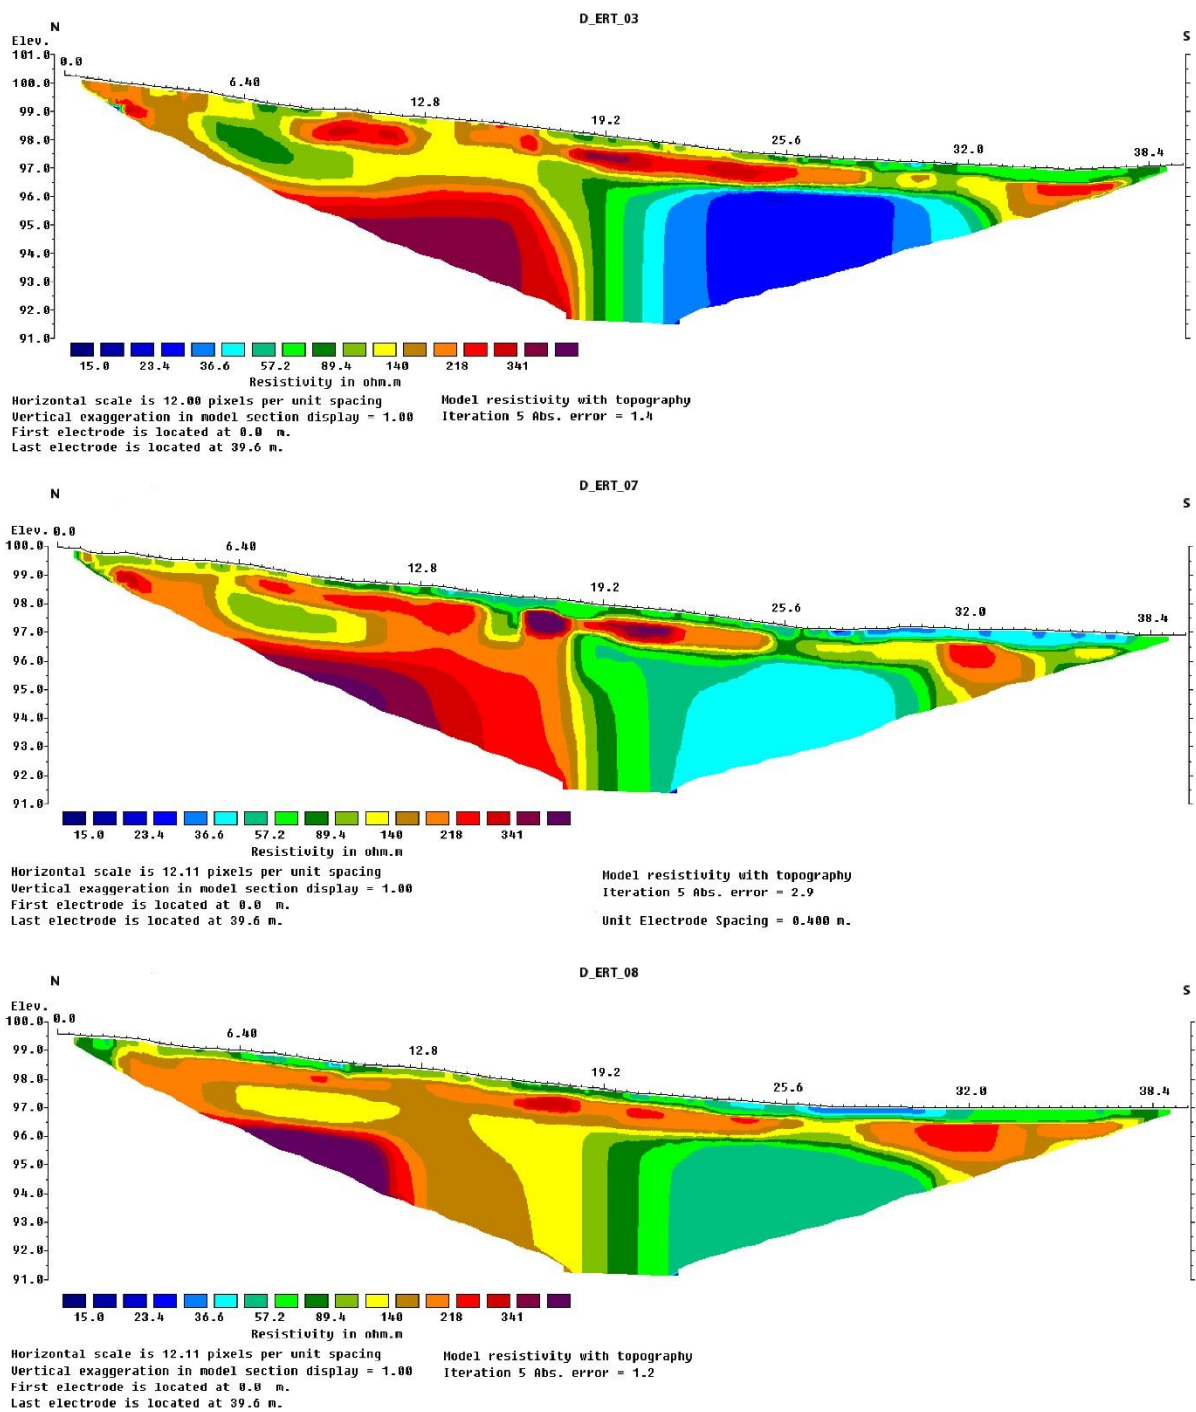 D_ERT_03
N
S
Elev.
101.0
0.0
100.0
6.40
99.0
12.8
98.0
19.2
97.0
25.6
32.0
38.4
96.0
95.0
94.0
93.0
92.0
91.0
15.0 23.4 36.6 57.2 89.4 140 218 341
Resistivity in ohm.m
Horizontal scale is 12.00 pixels per unit spacing
Vertical exaggeration in model section display = 1.00
First electrode is located at 0.0 m.
Last electrode is located at 39.6 m.
Model resistivity with topography
Iteration 5 Abs. error = 1.4
D_ERT_07
N
S
Elev. 0.0
100.0
6.40
99.0
12.8
98.0
19.2
97.0
25.6
32.0
38.4
96.0
95.0
94.0
93.0
92.0
91.0
15.0 23.4 36.6 57.2 89.4 140 218 341
Resistivity in ohm.m
Horizontal scale is 12.11 pixels per unit spacing
Vertical exaggeration in model section display = 1.00
First electrode is located at 0.0 m.
Last electrode is located at 39.6 m.
Model resistivity with topography
Iteration 5 Abs. error = 2.9
Unit Electrode Spacing = 0.400 m.
D_ERT_08
N
S
Elev.
100.0 0.0
6.40
99.0
12.8
98.0
19.2
97.0
25.6
32.0
38.4
96.0
95.0
94.0
93.0
92.0
91.0
15.0 23.4 36.6 57.2 89.4 140 218 341
Resistivity in ohm.m
Horizontal scale is 12.11 pixels per unit spacing
Vertical exaggeration in model section display = 1.00
First electrode is located at 0.0 m.
Last electrode is located at 39.6 m.
Model resistivity with topography
Iteration 5 Abs. error = 1.2